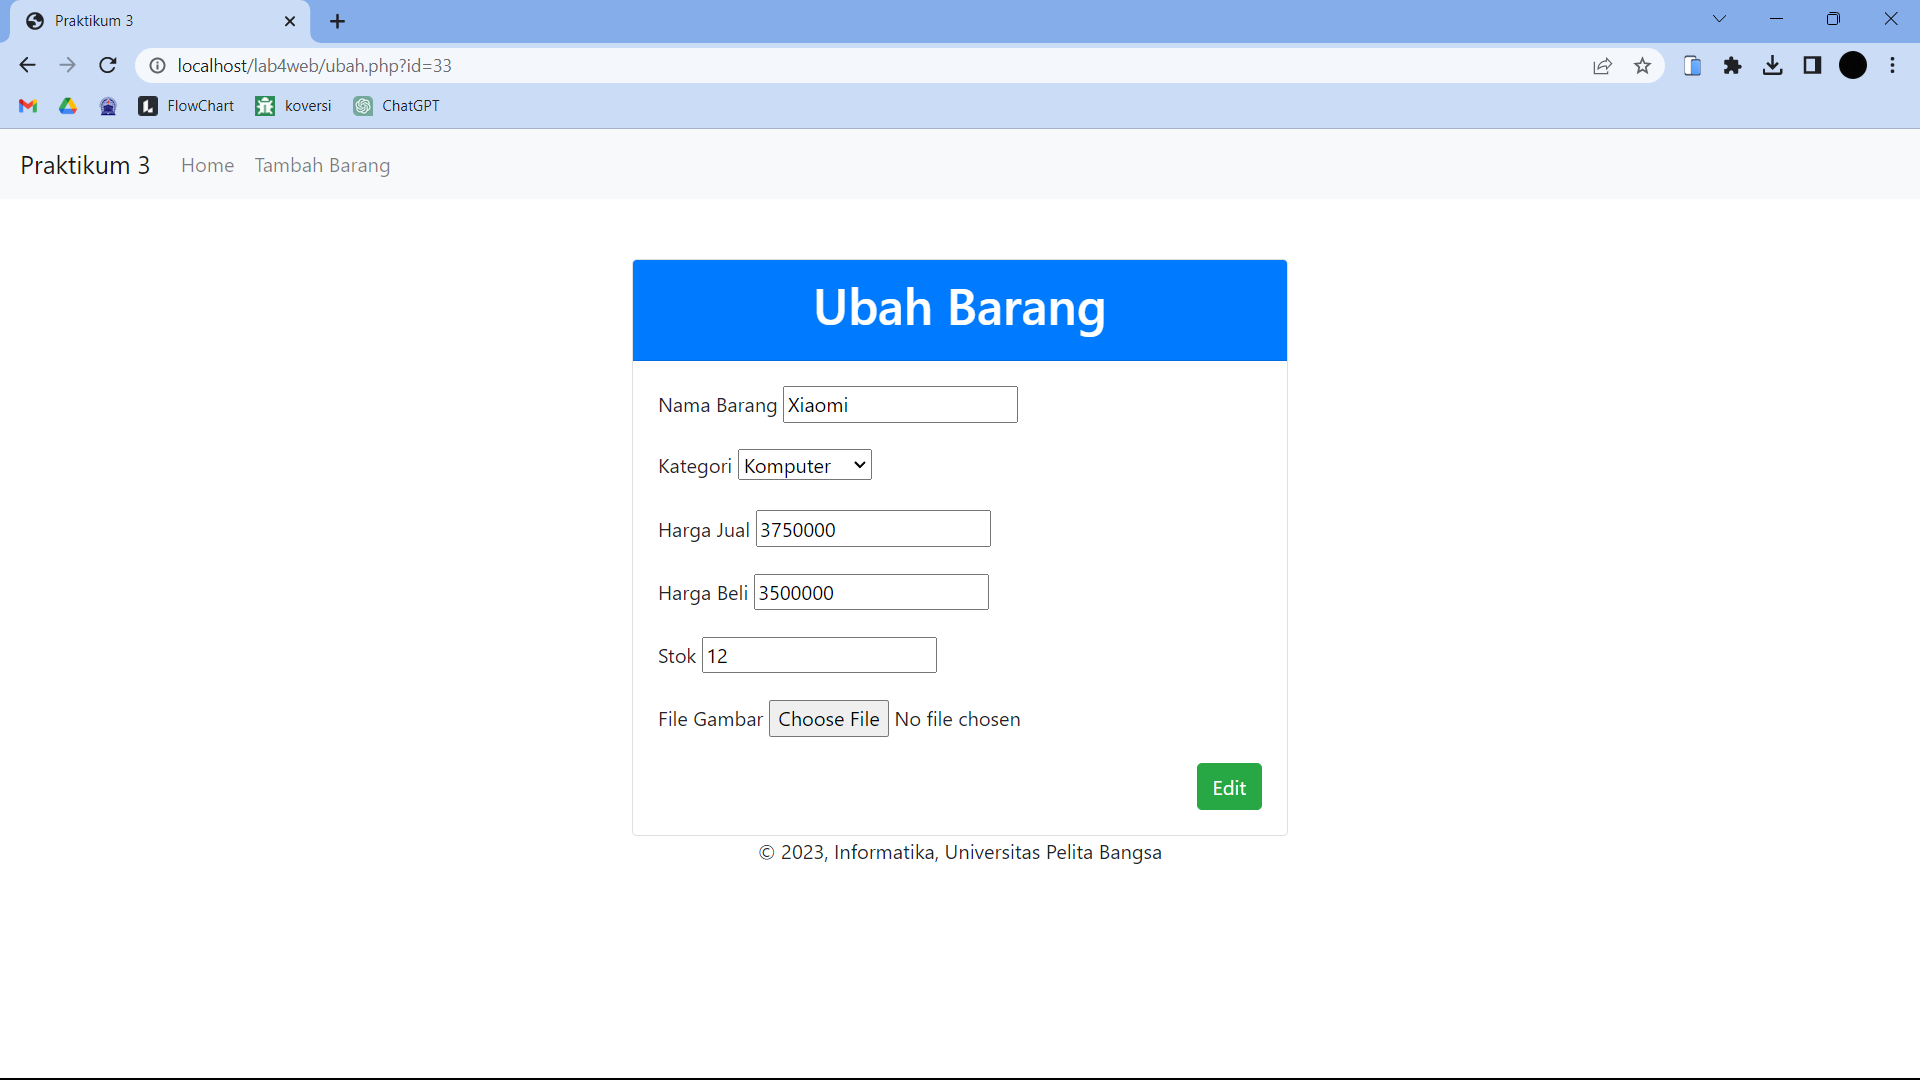 Praktikum 3
localhost/lab4web/ubah.php?id=33
FlowChart koversi ChatGPT
Praktikum 3 Home Tambah Barang
Ubah Barang
Nama Barang Xiaomi
Kategori Komputer
Harga Jual 3750000
Harga Beli 3500000
Stok 12
File Gambar Choose File No file chosen
Edit
© 2023, Informatika, Universitas Pelita Bangsa